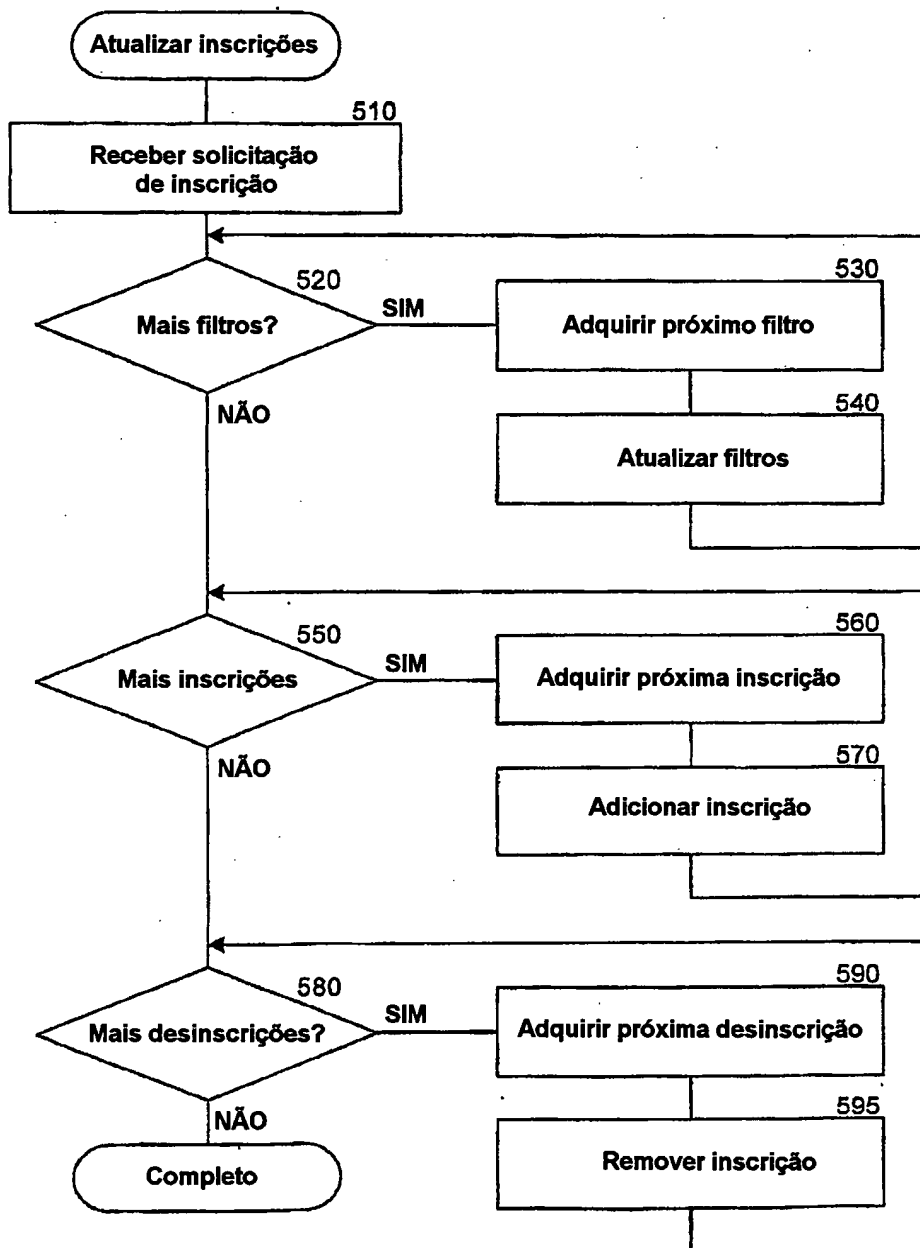 Atualizar inscrições
510
Receber solicitação
de inscrição
520
Mais filtros?
SIM
530
Adquirir próximo filtro
540
Atualizar filtros
NÃO
550
Mais inscrições
SIM
560
Adquirir próxima inscrição
570
Adicionar inscrição
NÃO
580
Mais desinscrições?
SIM
590
Adquirir próxima desinscrição
595
Remover inscrição
NÃO
Completo